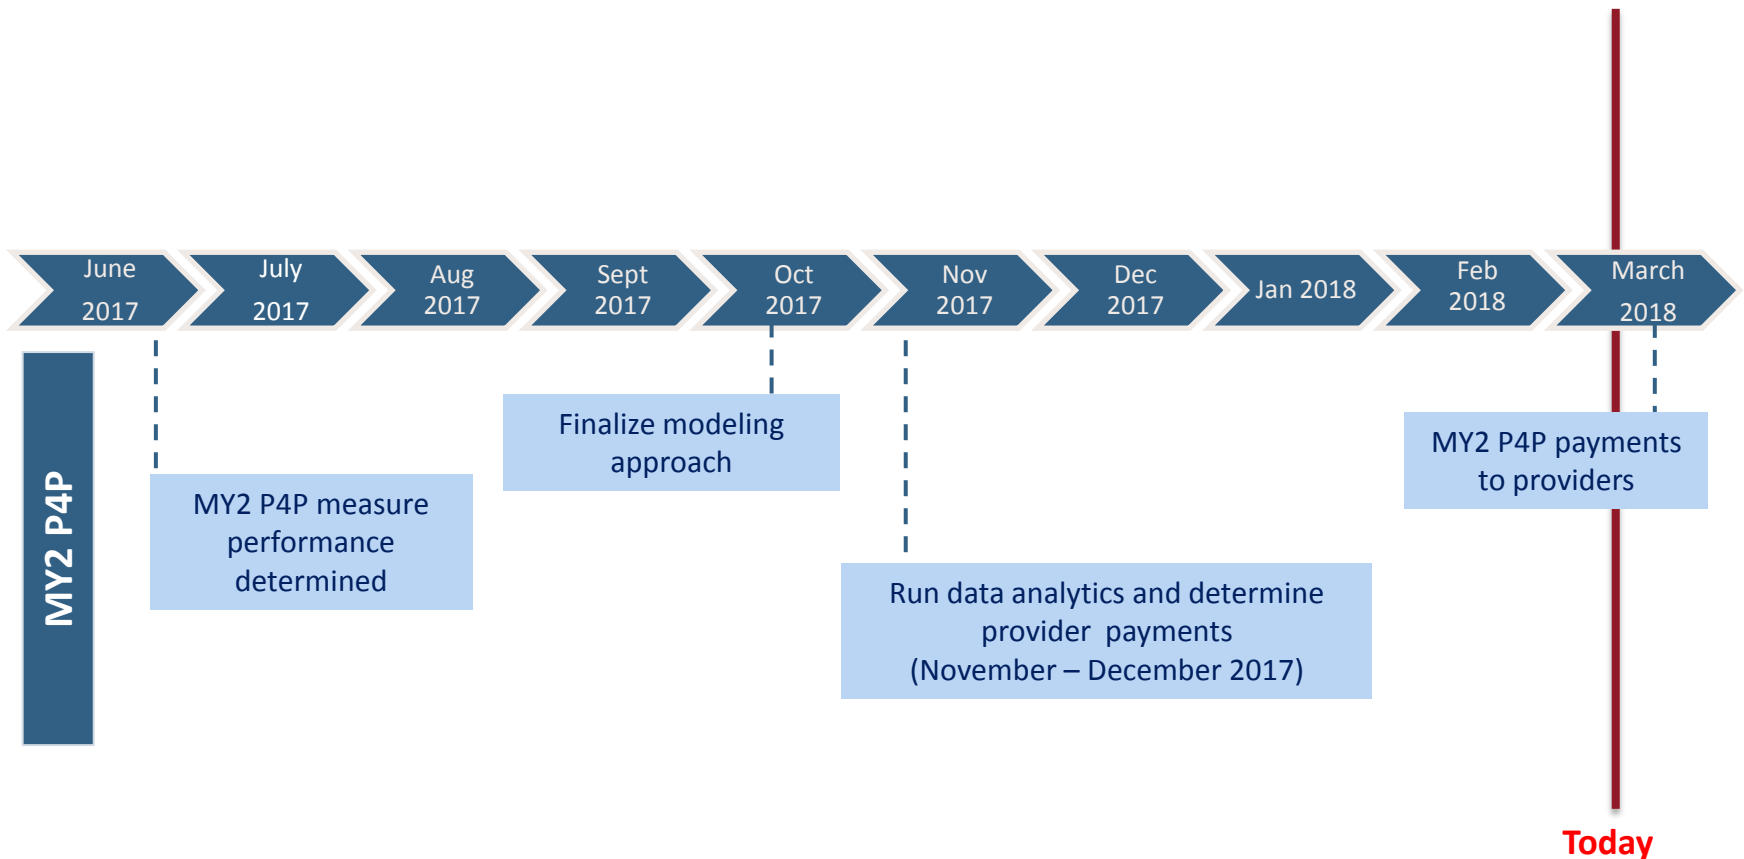 June
2017
July
2017
Aug
2017
Sept
2017
Oct
2017
Nov
2017
Dec
2017
Jan 2018
Feb
2018
March
2018
MY2 P4P
MY2 P4P measure
performance
determined
Finalize modeling
approach
Run data analytics and determine
provider  payments
(November – December 2017)
MY2 P4P payments
to providers
Today